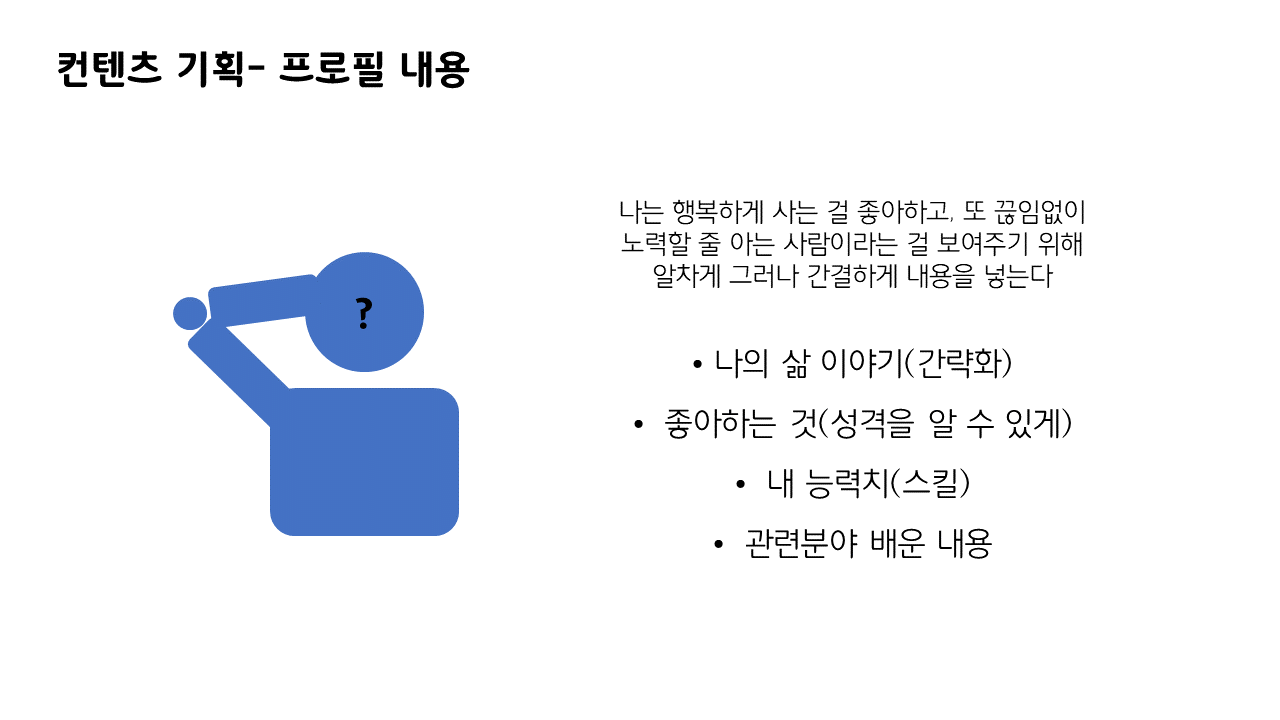 컨텐츠 기획- 프로필 내용
나는 행복하게 사는 걸 좋아하고, 또 끊임없이
노력할 줄 아는 사람이라는 걸 보여주기 위해
알차게 그러나 간결하게 내용을 넣는다
?
• 나의 삶 이야기(간략화)
• 좋아하는 것(성격을 알 수 있게)
• 내 능력치(스킬)
• 관련분야 배운 내용